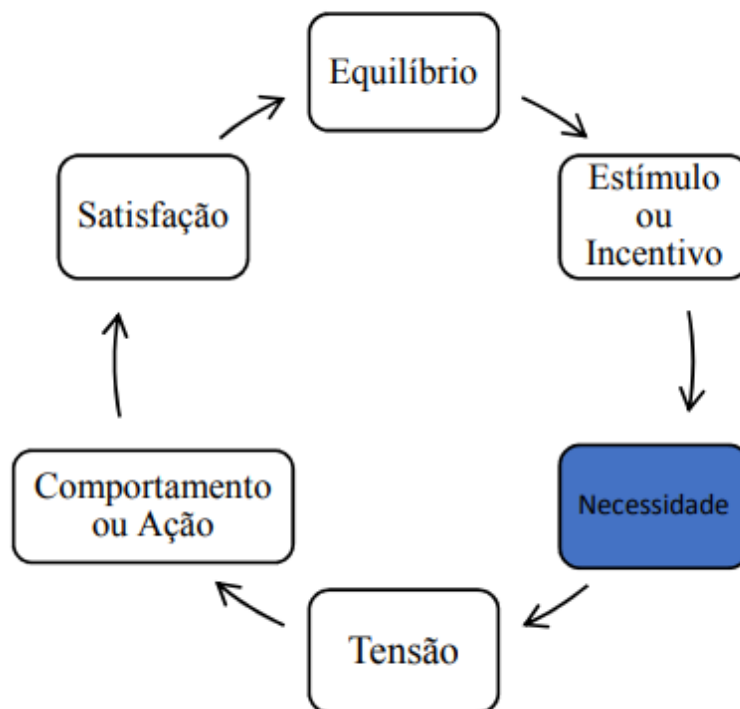 Equilíbrio
Estímulo
ou
Incentivo
Necessidade
Tensão
Comportamento
ou Ação
Satisfação